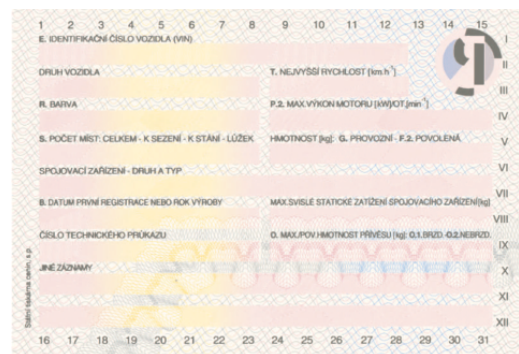 1 2 3 4 5 6 7 8 9 10 11 12 13 14 15
E. IDENTIFIKAČNÍ ČÍSLO VOZIDLA (VIN)
I
II
DRUH VOZIDLA T. NEJVYŠŠÍ RYCHLOST [km h⁻¹]
III
R. BARVA P.2. MAX.VÝKON MOTORU [kW]/OT.[min⁻¹]
IV
S. POČET MÍST: CELKEM - K SEZENÍ - K STÁNÍ - LŮŽEK HMOTNOST [kg]: G. PROVOZNÍ - F.2. POVOLENÁ
V
SPOJOVACÍ ZAŘÍZENÍ - DRUH A TYP
VI
VII
B. DATUM PRVNÍ REGISTRACE NEBO ROK VÝROBY MAX.SVISLÉ STATICKÉ ZATÍŽENÍ SPOJOVACÍHO ZAŘÍZENÍ[kg]
VIII
ČÍSLO TECHNICKÉHO PRŮKAZU O. MAX./POV.HMOTNOST PŘÍVĚSU [kg]: O.1.BRZD.-O.2.NEBRZD.
IX
JINÉ ZÁZNAMY
X
XI
XII
16 17 18 19 20 21 22 23 24 25 26 27 28 29 30 31
Státní tiskárna cenin, s.p.